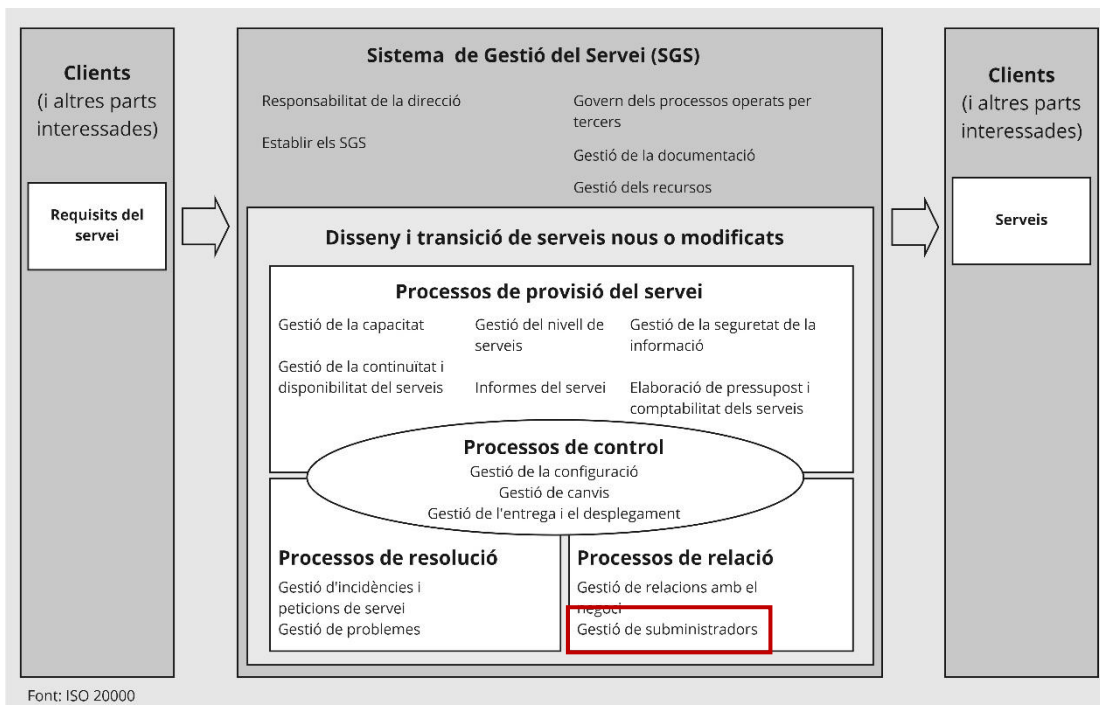 Clients
(i altres parts
interessades)
Requisits del
servei
Sistema de Gestió del Servei (SGS)
Responsabilitat de la direcció
Establir els SGS
Govern dels processos operats per
tercers
Gestió de la documentació
Gestió dels recursos
Disseny i transició de serveis nous o modificats
Processos de provisió del servei
Gestió de la capacitat
Gestió de la continuïtat i
disponibilitat del serveis
Gestió del nivell de
serveis
Informes del servei
Gestió de la seguretat de la
informació
Elaboració de pressupost i
comptabilitat dels serveis
Processos de control
Gestió de la configuració
Gestió de canvis
Gestió de l'entrega i el desplegament
Processos de resolució
Gestió d'incidències i
peticions de servei
Gestió de problemes
Processos de relació
Gestió de relacions amb el
negoci
Gestió de subministradors
Clients
(i altres parts
interessades)
Serveis
Font: ISO 20000